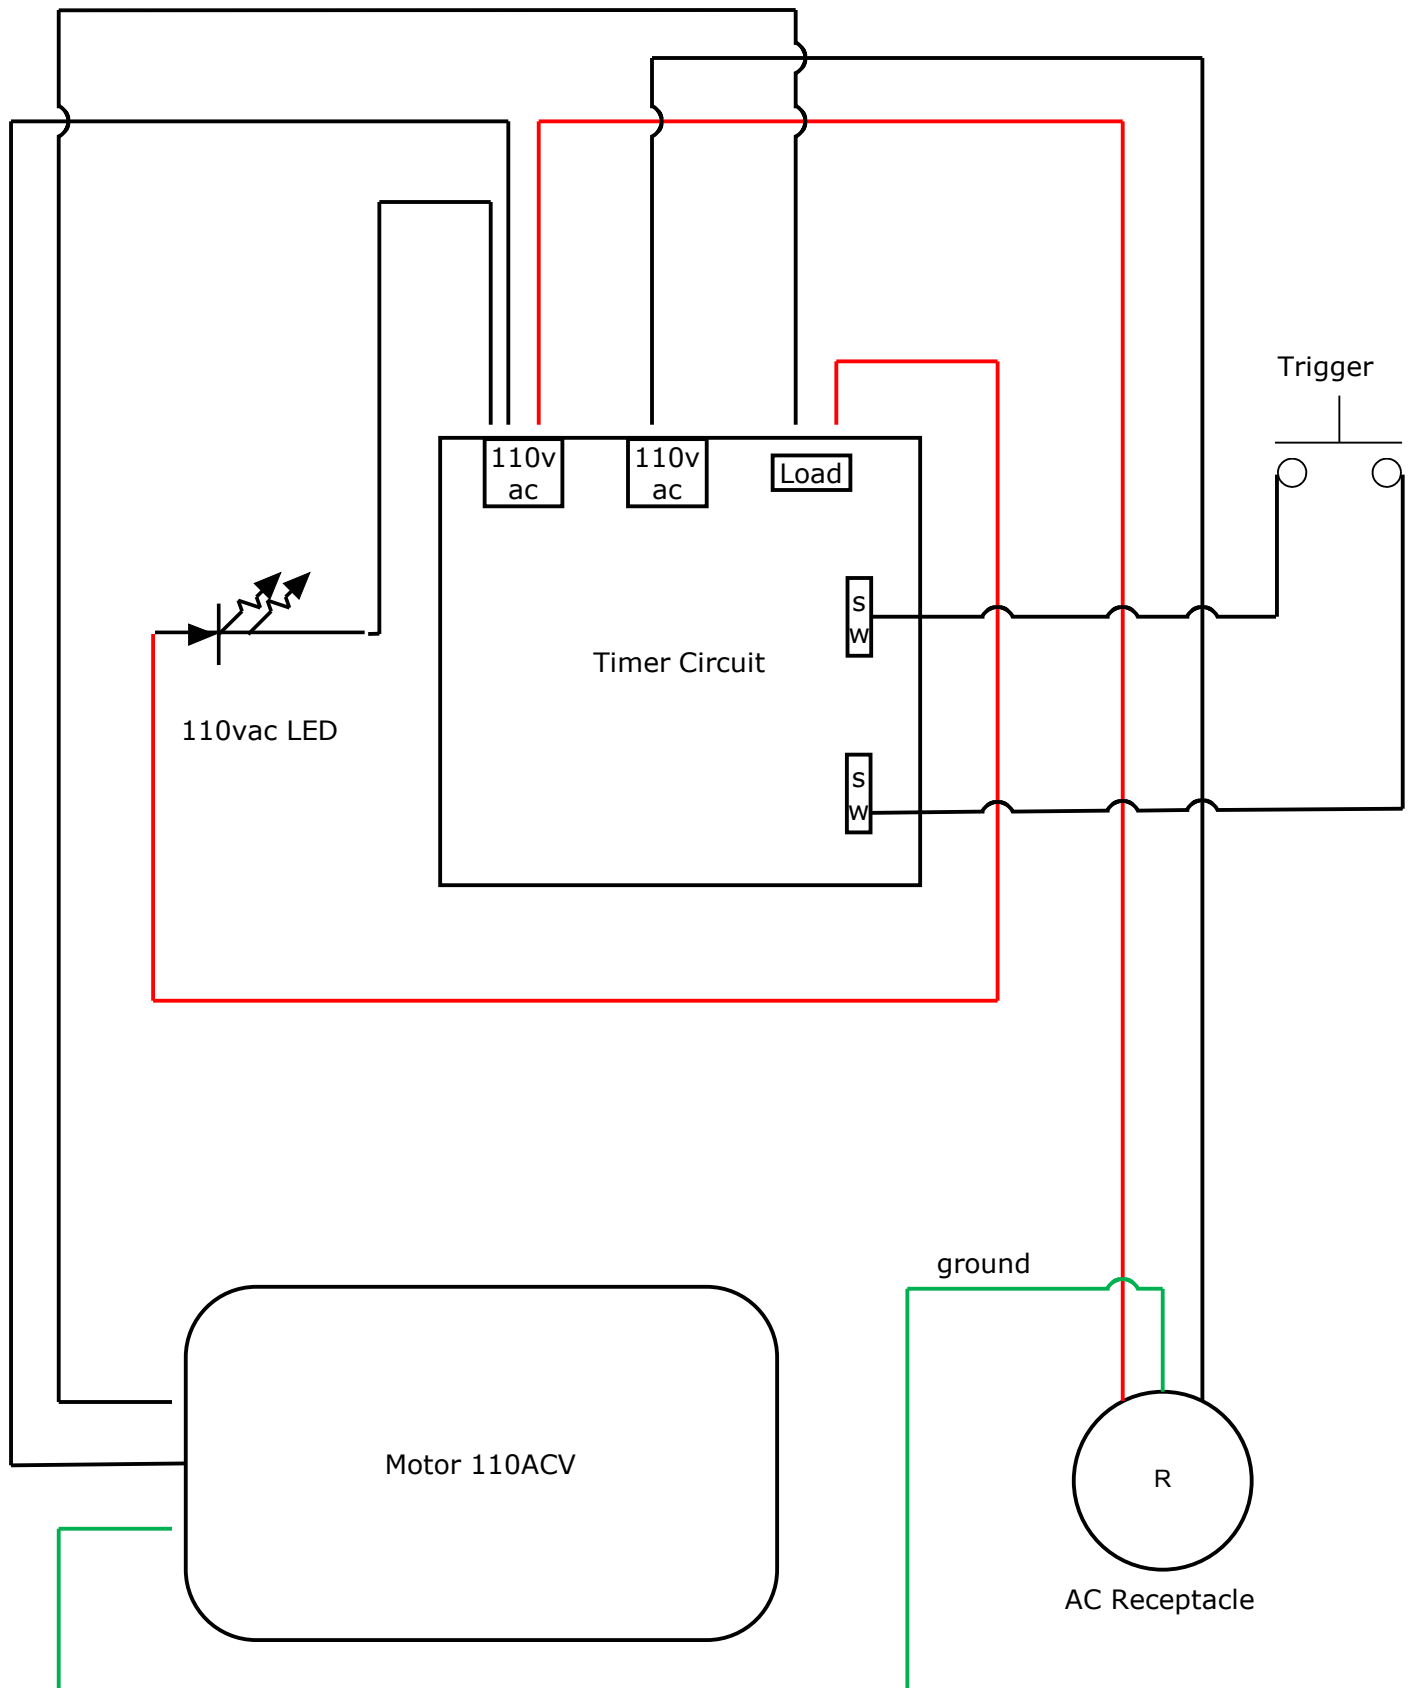 Trigger
110v
ac
110v
ac
Load
s
w
Timer Circuit
110vac LED
s
w
ground
Motor 110ACV
R
AC Receptacle